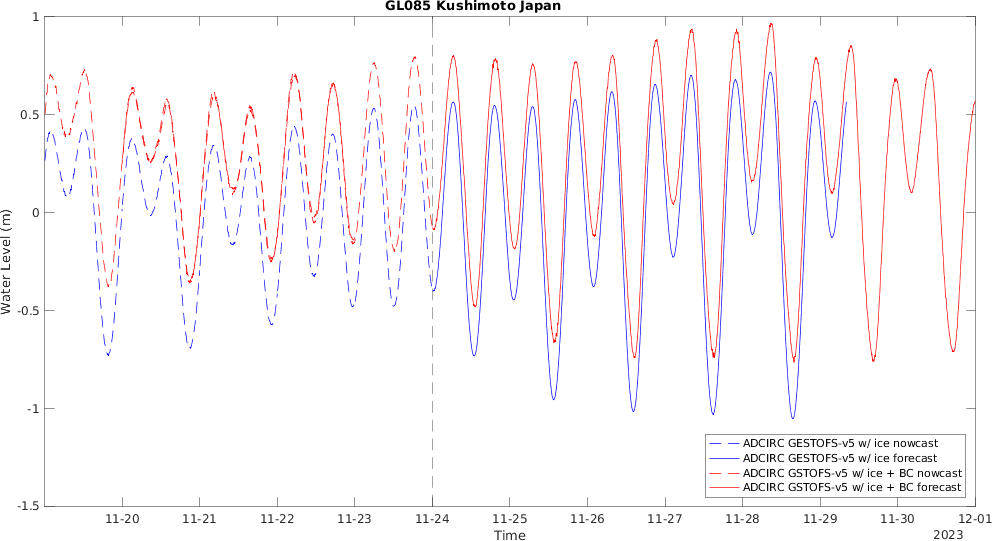 GL085 Kushimoto Japan
1
0.5
0
-0.5
-1
-1.5
Water Level (m)
ADCIRC GESTOFS-v5 w/ ice nowcast
ADCIRC GESTOFS-v5 w/ ice forecast
ADCIRC GSTOFS-v5 w/ ice + BC nowcast
ADCIRC GSTOFS-v5 w/ ice + BC forecast
11-20 11-21 11-22 11-23 11-24 11-25 11-26 11-27 11-28 11-29 11-30 12-01
Time
2023